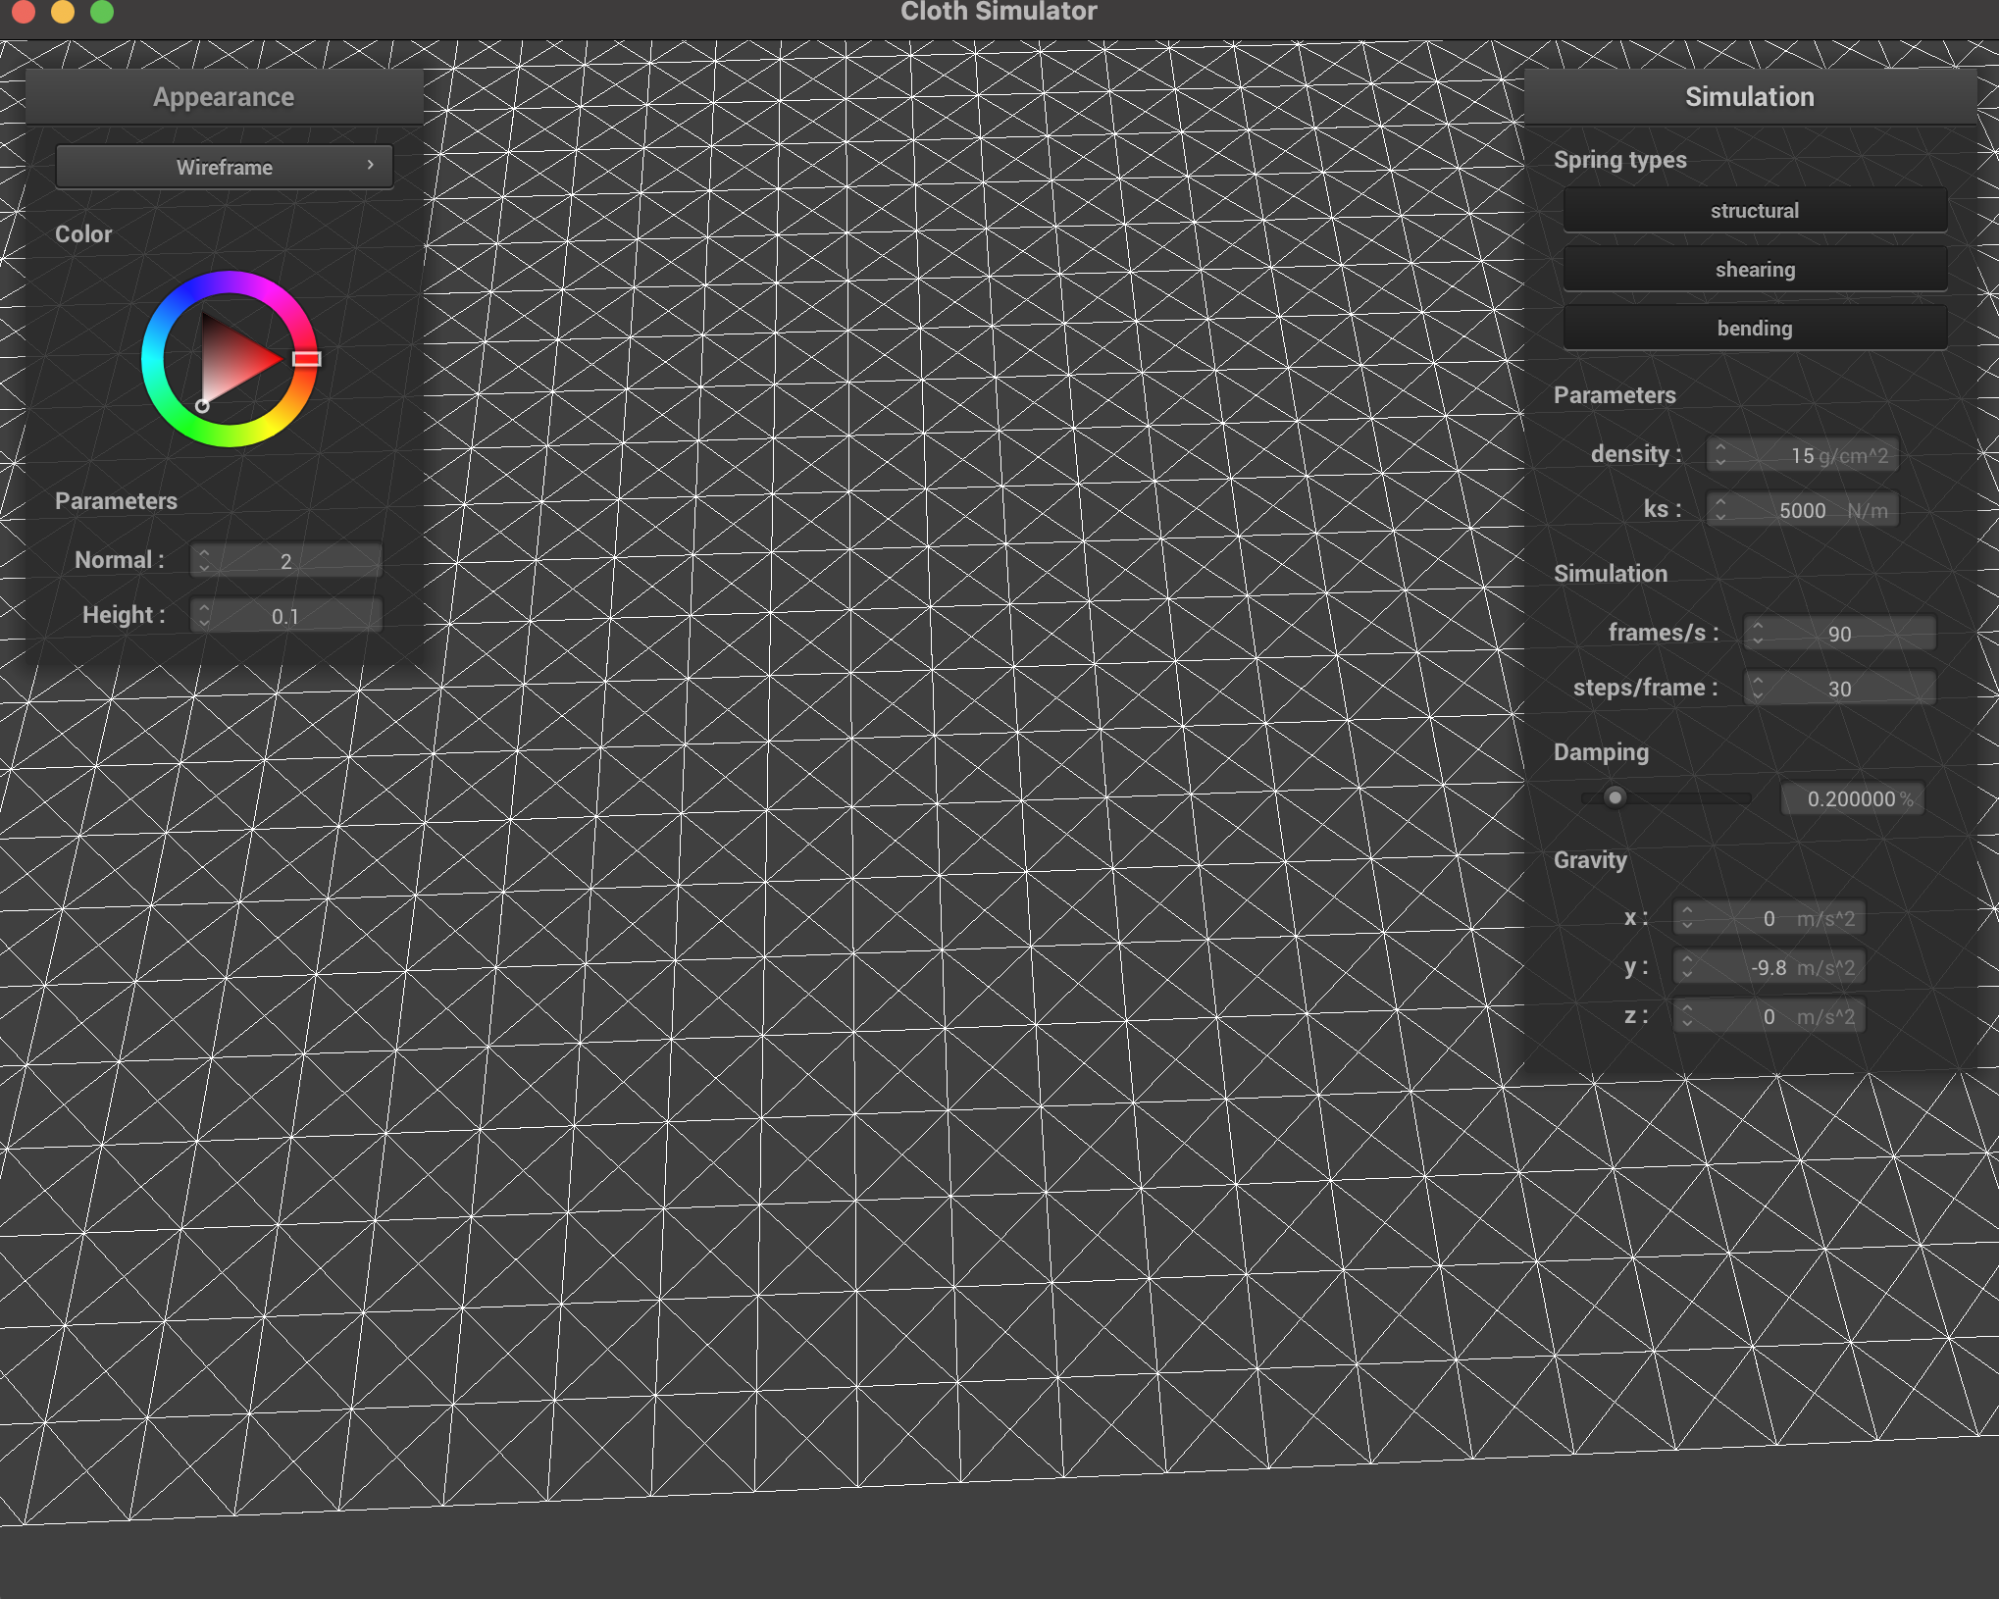 Cloth Simulator
Appearance
Wireframe
Color
Parameters
Normal : 2
Height : 0.1
Simulation
Spring types
structural
shearing
bending
Parameters
density : 15 g/cm^2
ks : 5000 N/m
Simulation
frames/s : 90
steps/frame : 30
Damping
0.200000 %
Gravity
x : 0 m/s^2
y : -9.8 m/s^2
z : 0 m/s^2